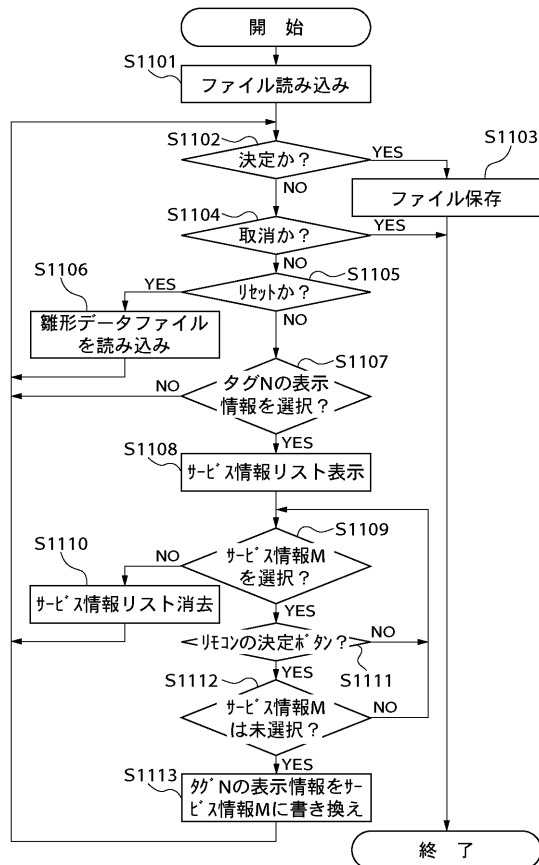 開 始
S1101
ファイル読み込み
S1102
決定か?
YES
S1103
NO
ファイル保存
S1104
取消か?
YES
NO
S1105
S1106
YES
リセットか?
NO
雛形データファイル
を読み込み
S1107
NO
タグNの表示
情報を選択?
YES
S1108
サービス情報リスト表示
S1109
S1110
NO
サービス情報M
を選択?
YES
サービス情報リスト消去
リモコンの決定ボタン?
NO
S1111
YES
S1112
サービス情報M
は未選択?
NO
YES
S1113
タグNの表示情報をサー
ビス情報Mに書き換え
終 了